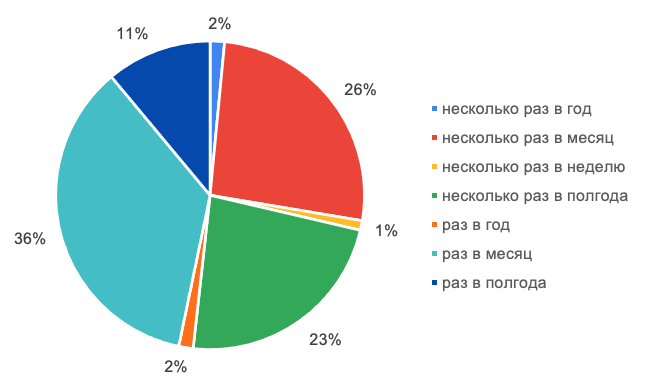 2%
11%
26%
36%
1%
23%
2%
несколько раз в год
несколько раз в месяц
несколько раз в неделю
несколько раз в полгода
раз в год
раз в месяц
раз в полгода